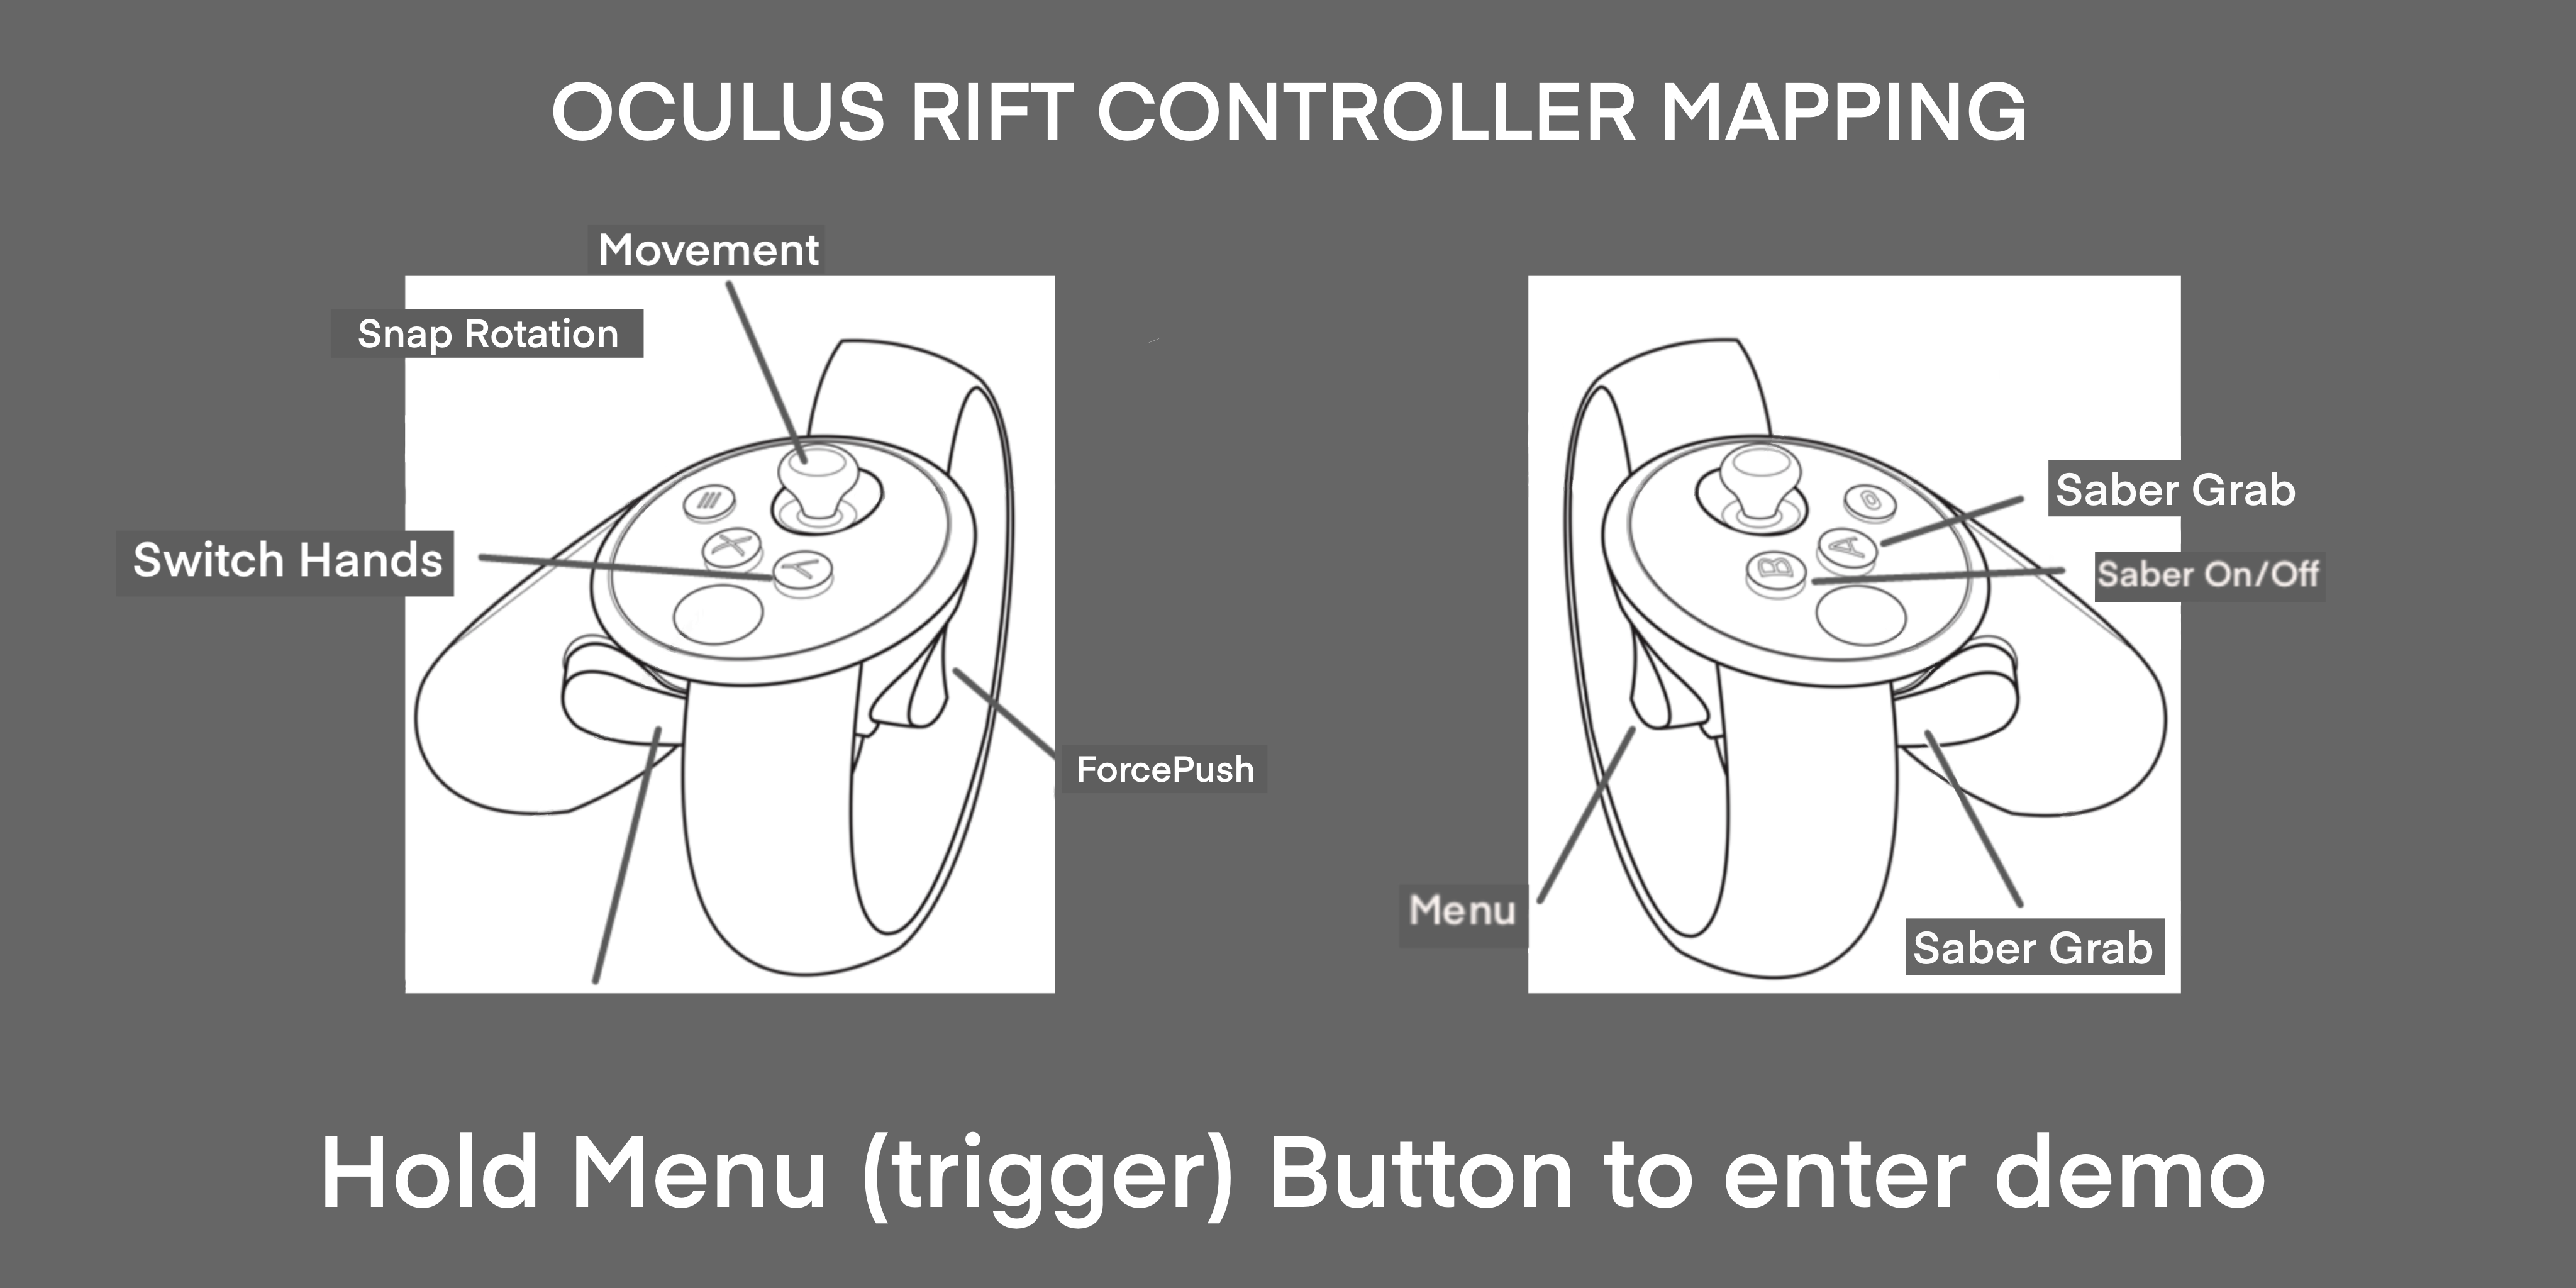 OCULUS RIFT CONTROLLER MAPPING
Movement
Snap Rotation
Switch Hands
X
Y
ForcePush
Saber Grab
A
B
Saber On/Off
Menu
Saber Grab
Hold Menu (trigger) Button to enter demo